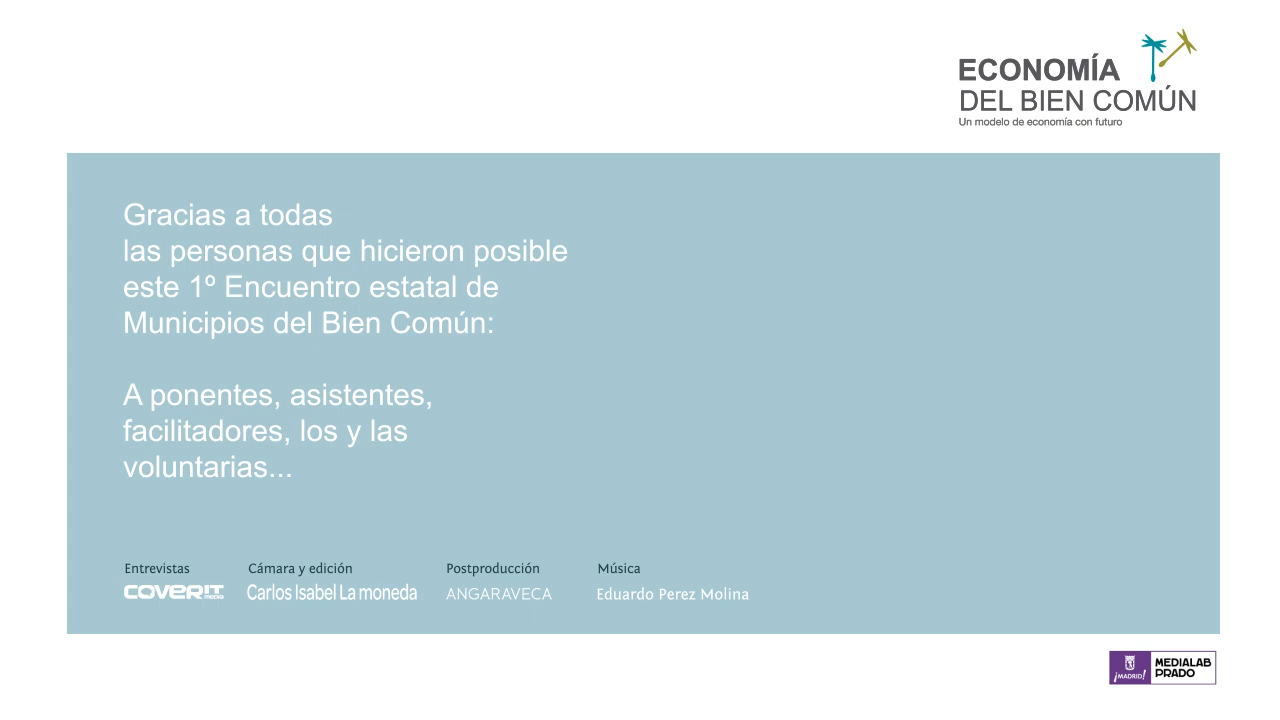 ECONOMÍA
DEL BIEN COMÚN
Un modelo de economía con futuro
Gracias a todas
las personas que hicieron posible
este 1º Encuentro estatal de
Municipios del Bien Común:
A ponentes, asistentes,
facilitadores, los y las
voluntarias...
Entrevistas
COVERIT
media
Cámara y edición
Carlos Isabel La moneda
Postproducción
ANGARAVECA
Música
Eduardo Perez Molina
¡MADRID!
MEDIALAB
PRADO